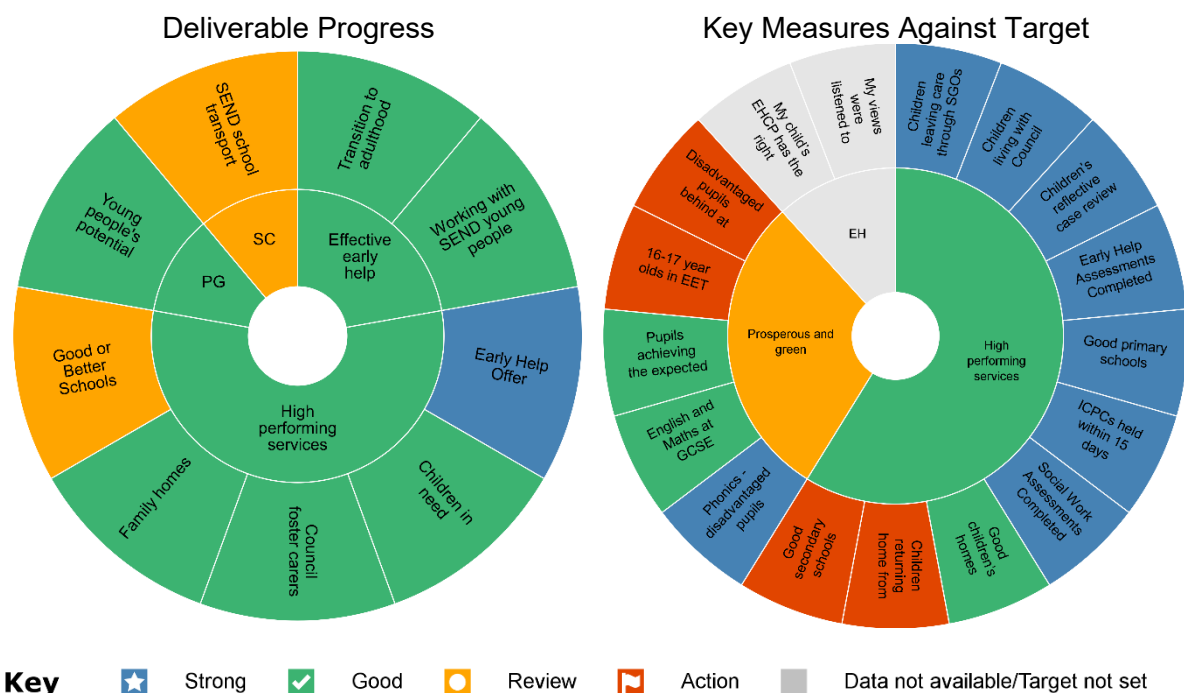 Deliverable Progress
SEND school
transport
Transition to
adulthood
Young
people's
potential
Working with
SEND young
people
SC
Effective
early
help
PG
Good or
Better
Schools
Early Help
Offer
High
performing
services
Family homes
Council
foster carers
Children in
need
Key Measures Against Target
My child's
EHCP has the
right
My views
were
listened to
Children
leaving care
through SGOs
Children
living with
Council
Children's
reflective
case review
Disadvantaged
pupils
behind at
16-17 year
olds in EET
EH
Early Help
Assessments
Completed
Pupils
achieving
the expected
Prosperous and
green
High
performing
services
Good primary
schools
English and
Maths at
GCSE
ICPCs held
within 15
days
Phonics -
disadvantaged
pupils
Good
secondary
schools
Children
returning
home from
Good
children's
homes
Social Work
Assessments
Completed
Key Strong Good Review Action Data not available/Target not set